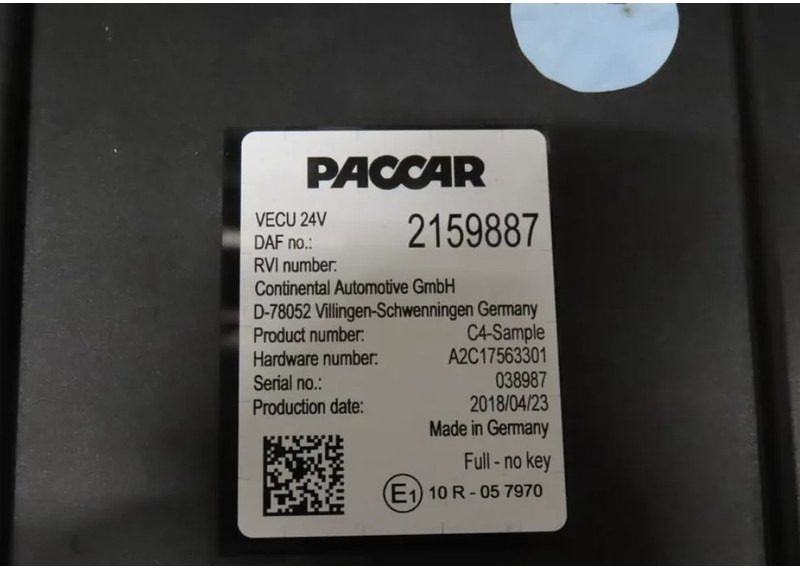 PACCAR
VECU 24V
DAF no.: 2159887
RVI number:
Continental Automotive GmbH
D-78052 Villingen-Schwenningen Germany
Product number: C4-Sample
Hardware number: A2C17563301
Serial no.: 038987
Production date: 2018/04/23
Made in Germany
Full - no key
E1 10 R - 05 7970